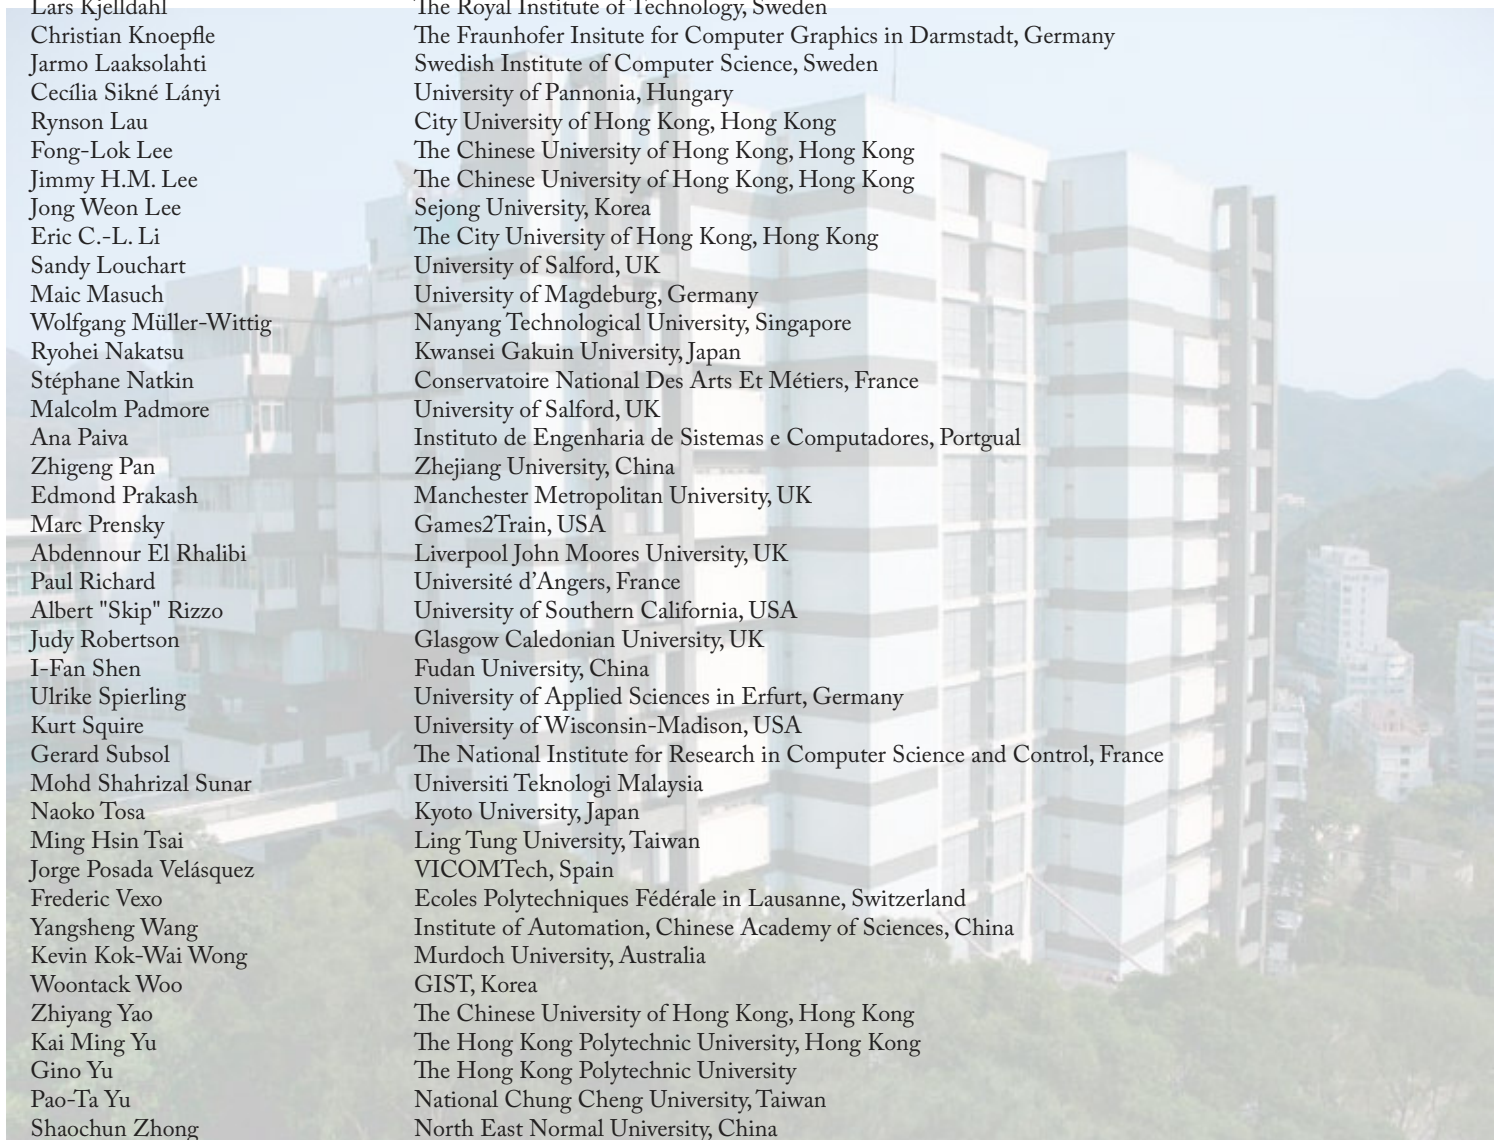 Lars Kjelldahl The Royal Institute of Technology, Sweden
Christian Knoepfle The Fraunhofer Insitute for Computer Graphics in Darmstadt, Germany
Jarmo Laaksolahti Swedish Institute of Computer Science, Sweden
Cecília Sikné Lányi University of Pannonia, Hungary
Rynson Lau City University of Hong Kong, Hong Kong
Fong-Lok Lee The Chinese University of Hong Kong, Hong Kong
Jimmy H.M. Lee The Chinese University of Hong Kong, Hong Kong
Jong Weon Lee Sejong University, Korea
Eric C.-L. Li The City University of Hong Kong, Hong Kong
Sandy Louchart University of Salford, UK
Maic Masuch University of Magdeburg, Germany
Wolfgang Müller-Wittig Nanyang Technological University, Singapore
Ryohei Nakatsu Kwansei Gakuin University, Japan
Stéphane Natkin Conservatoire National Des Arts Et Métiers, France
Malcolm Padmore University of Salford, UK
Ana Paiva Instituto de Engenharia de Sistemas e Computadores, Portgual
Zhigeng Pan Zhejiang University, China
Edmond Prakash Manchester Metropolitan University, UK
Marc Prensky Games2Train, USA
Abdennour El Rhalibi Liverpool John Moores University, UK
Paul Richard Université d'Angers, France
Albert "Skip" Rizzo University of Southern California, USA
Judy Robertson Glasgow Caledonian University, UK
I-Fan Shen Fudan University, China
Ulrike Spierling University of Applied Sciences in Erfurt, Germany
Kurt Squire University of Wisconsin-Madison, USA
Gerard Subsol The National Institute for Research in Computer Science and Control, France
Mohd Shahrizal Sunar Universiti Teknologi Malaysia
Naoko Tosa Kyoto University, Japan
Ming Hsin Tsai Ling Tung University, Taiwan
Jorge Posada Velásquez VICOMTech, Spain
Frederic Vexo Ecoles Polytechniques Fédérale in Lausanne, Switzerland
Yangsheng Wang Institute of Automation, Chinese Academy of Sciences, China
Kevin Kok-Wai Wong Murdoch University, Australia
Woontack Woo GIST, Korea
Zhiyang Yao The Chinese University of Hong Kong, Hong Kong
Kai Ming Yu The Hong Kong Polytechnic University, Hong Kong
Gino Yu The Hong Kong Polytechnic University
Pao-Ta Yu National Chung Cheng University, Taiwan
Shaochun Zhong North East Normal University, China